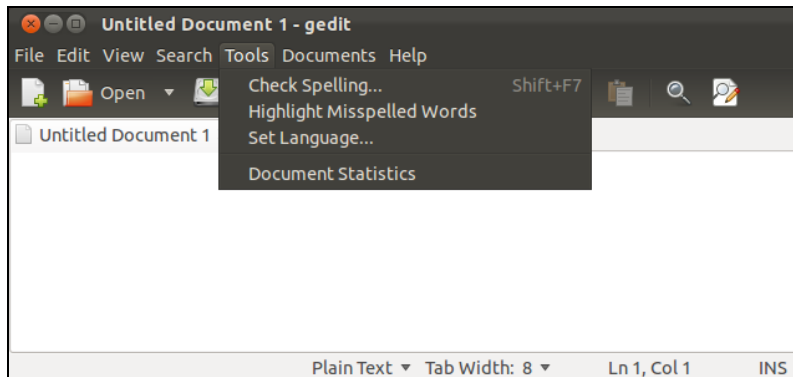 Untitled Document 1 - gedit
File Edit View Search Tools Documents Help
Open
Check Spelling... Shift+F7
Highlight Misspelled Words
Untitled Document 1
Set Language...
Document Statistics
Plain Text Tab Width: 8 Ln 1, Col 1 INS